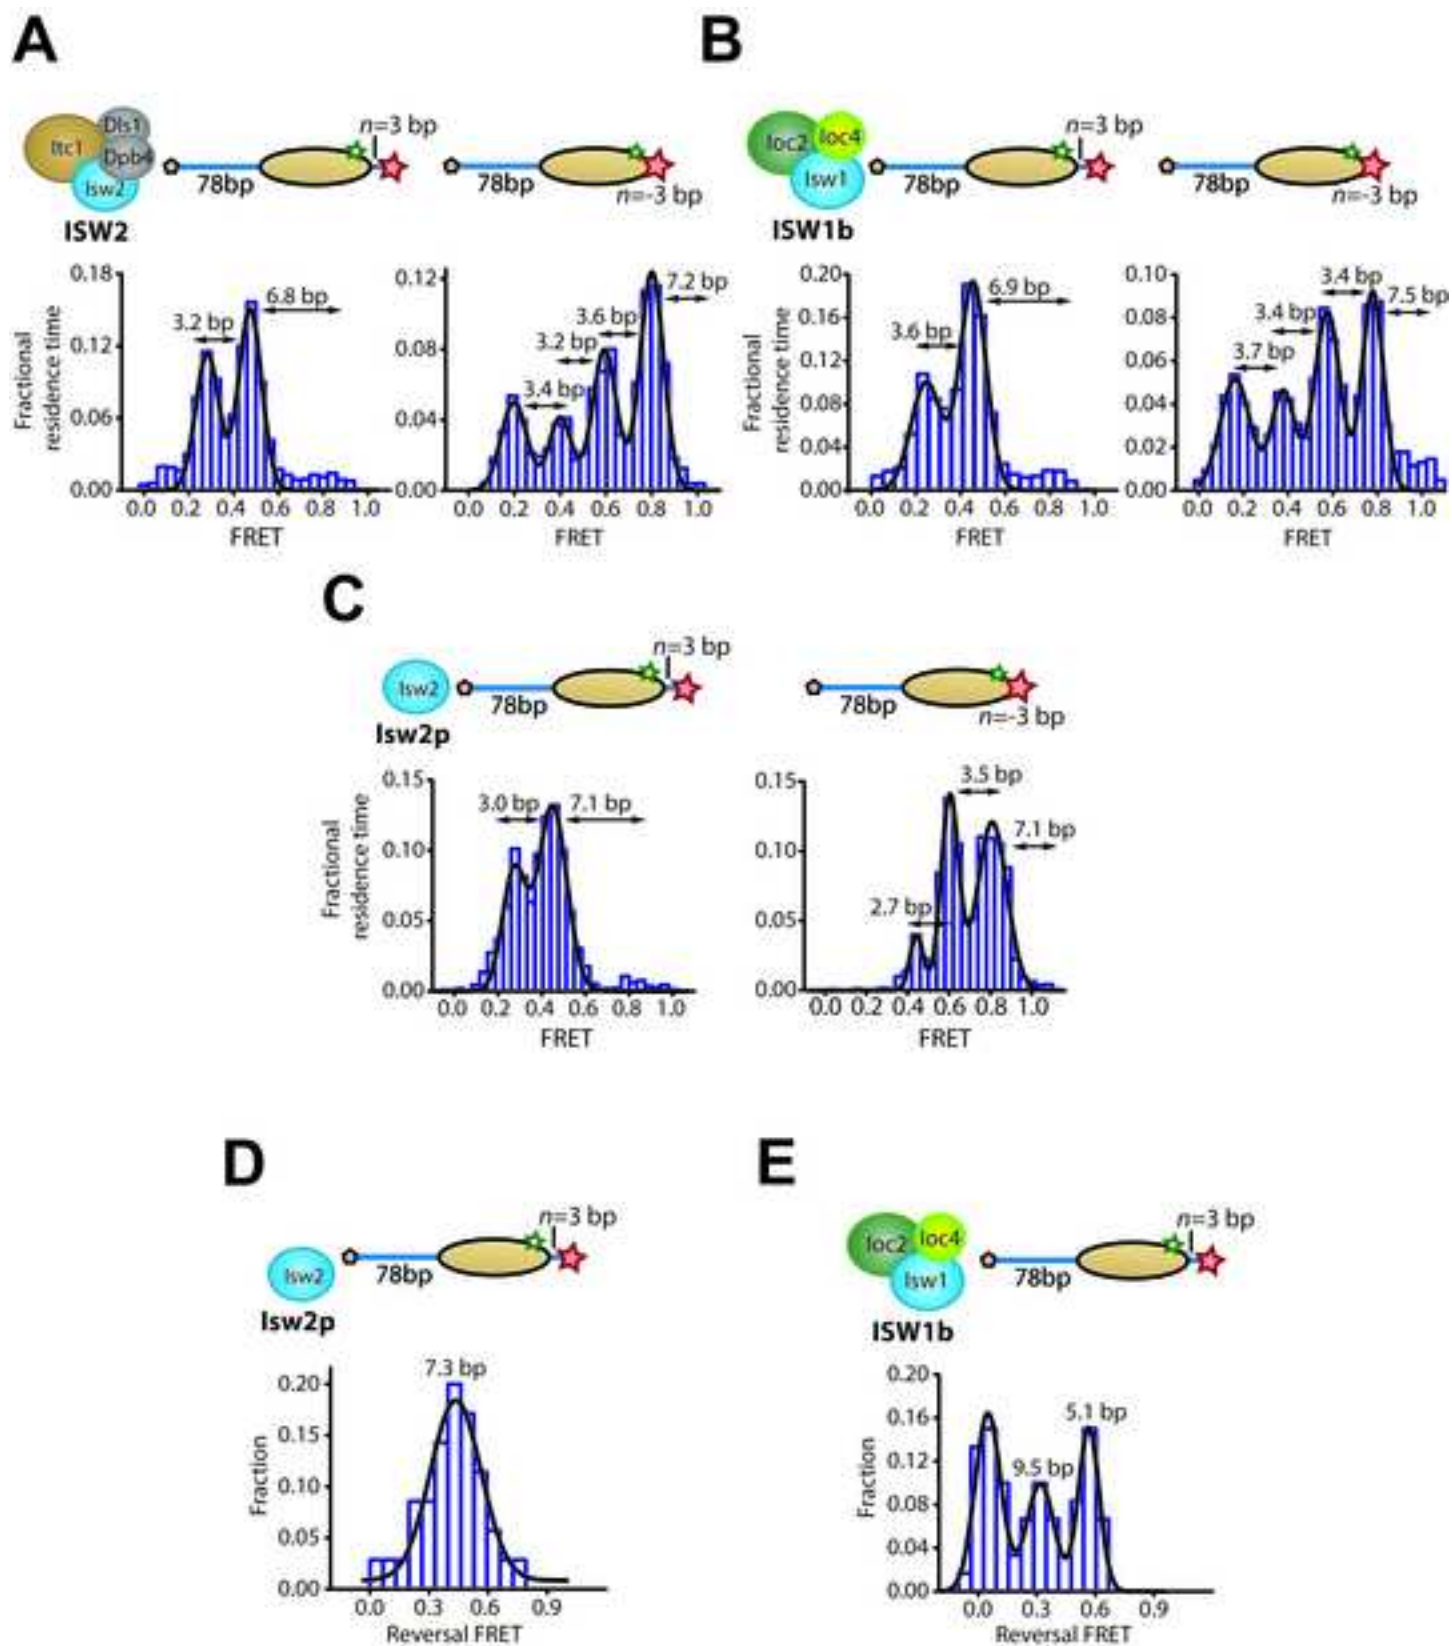 A
Itc1
Dls1
Dpb4
Isw2
ISW2
78bp
n=3 bp
78bp
n=-3 bp
Fractional
residence time
0.18
0.12
0.06
0.00
3.2 bp
6.8 bp
0.0 0.2 0.4 0.6 0.8 1.0
FRET
0.12
0.08
0.04
0.00
3.4 bp
3.2 bp
3.6 bp
7.2 bp
0.0 0.2 0.4 0.6 0.8 1.0
FRET
B
Ioc2
Ioc4
Isw1
ISW1b
78bp
n=3 bp
78bp
n=-3 bp
Fractional
residence time
0.20
0.16
0.12
0.08
0.04
0.00
3.6 bp
6.9 bp
0.0 0.2 0.4 0.6 0.8 1.0
FRET
0.10
0.08
0.06
0.04
0.02
0.00
3.7 bp
3.4 bp
3.4 bp
7.5 bp
0.0 0.2 0.4 0.6 0.8 1.0
FRET
C
Isw2
Isw2p
78bp
n=3 bp
78bp
n=-3 bp
Fractional
residence time
0.15
0.10
0.05
0.00
3.0 bp
7.1 bp
0.0 0.2 0.4 0.6 0.8 1.0
FRET
0.15
0.10
0.05
0.00
2.7 bp
3.5 bp
7.1 bp
0.0 0.2 0.4 0.6 0.8 1.0
FRET
D
Isw2
Isw2p
78bp
n=3 bp
Fraction
0.20
0.15
0.10
0.05
0.00
7.3 bp
0.0 0.3 0.6 0.9
Reversal FRET
E
Ioc2
Ioc4
Isw1
ISW1b
78bp
n=3 bp
Fraction
0.20
0.16
0.12
0.08
0.04
0.00
9.5 bp
5.1 bp
0.0 0.3 0.6 0.9
Reversal FRET